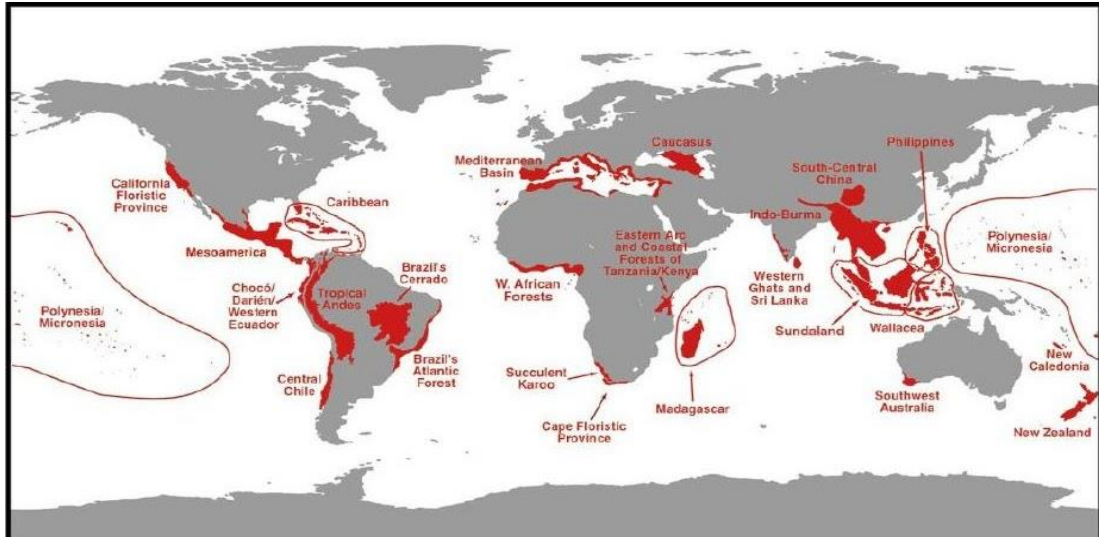 California
Floristic
Province
Mesoamerica
Caribbean
Polynesia/
Micronesia
Chocó/
Darién/
Western
Ecuador
Tropical
Andes
Brazil's
Cerrado
Central
Chile
Brazil's
Atlantic
Forest
Mediterranean
Basin
Caucasus
W. African
Forests
Eastern Arc
and Coastal
Forests of
Tanzania/Kenya
Succulent
Karoo
Cape Floristic
Province
Madagascar
Western
Ghats and
Sri Lanka
Indo-Burma
South-Central
China
Philippines
Sundaland
Wallacea
Polynesia/
Micronesia
Southwest
Australia
New
Caledonia
New Zealand